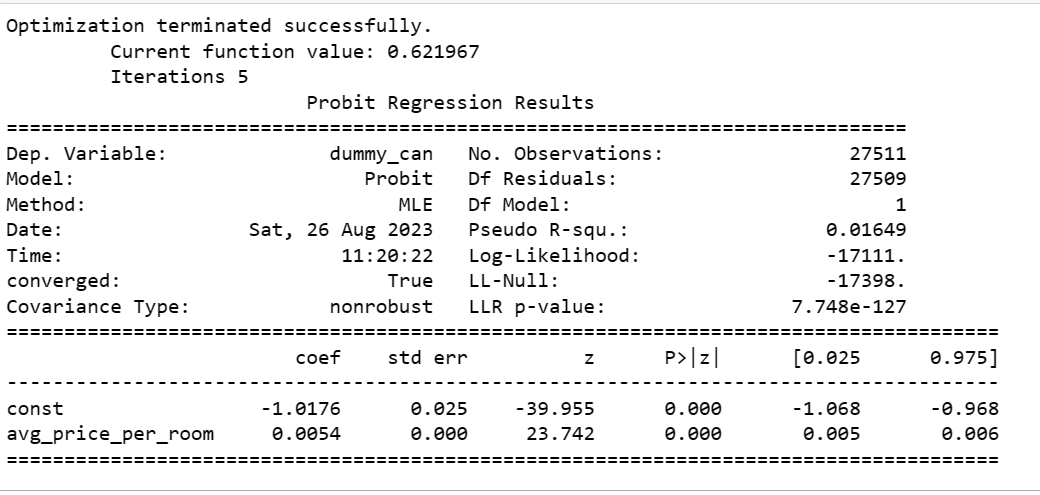 Optimization terminated successfully.
         Current function value: 0.621967
         Iterations 5
                          Probit Regression Results
==============================================================================
Dep. Variable:              dummy_can   No. Observations:                27511
Model:                         Probit   Df Residuals:                    27509
Method:                           MLE   Df Model:                            1
Date:                Sat, 26 Aug 2023   Pseudo R-squ.:                 0.01649
Time:                        11:20:22   Log-Likelihood:                -17111.
converged:                       True   LL-Null:                       -17398.
Covariance Type:            nonrobust   LLR p-value:                7.748e-127
======================================================================================
                         coef    std err          z      P>|z|      [0.025      0.975]
--------------------------------------------------------------------------------------
const                 -1.0176      0.025    -39.955      0.000      -1.068      -0.968
avg_price_per_room     0.0054      0.000     23.742      0.000       0.005       0.006
======================================================================================